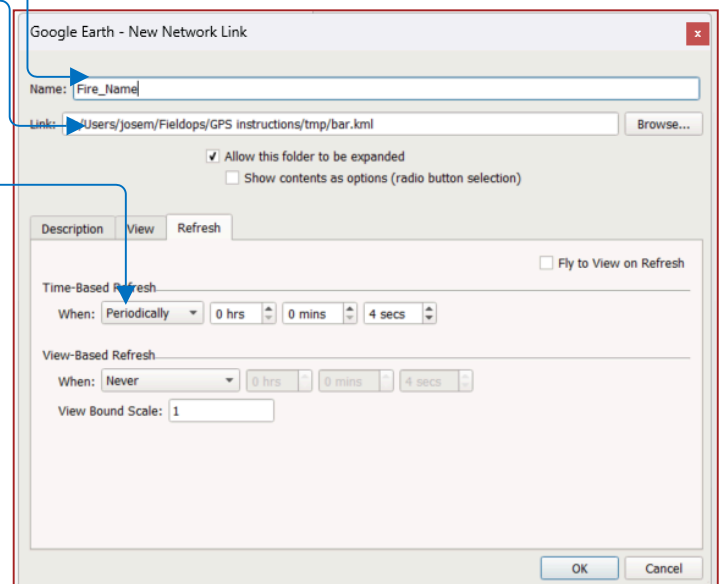 Google Earth - New Network Link
x
Name: Fire_Name
Link: /Users/josem/Fieldops/GPS instructions/tmp/bar.kml Browse...
Allow this folder to be expanded
Show contents as options (radio button selection)
Description View Refresh
Fly to View on Refresh
Time-Based Refresh
When: Periodically 0 hrs 0 mins 4 secs
View-Based Refresh
When: Never 0 hrs 0 mins 4 secs
View Bound Scale: 1
OK Cancel